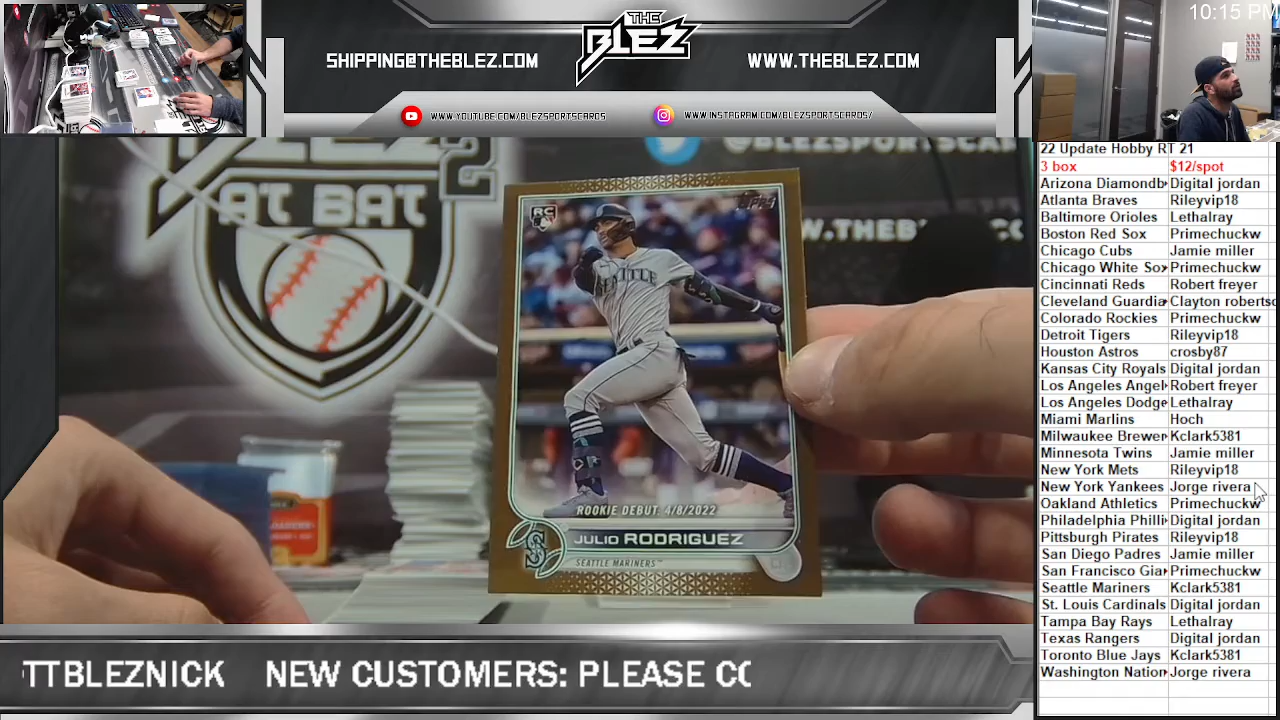 10:15 PM
THE
BLEZ
SHIPPING@THEBLEZ.COM
WWW.THEBLEZ.COM
WWW.YOUTUBE.COM/BLEZSPORTSCARDS
WWW.INSTAGRAM.COM/BLEZSPORTSCARDS/
2
AT BAT
@BLEZSPORTSCAR
WWW.THEB
RC
TOPPS
SEATTLE
ROOKIE DEBUT: 4/8/2022
JULIO RODRIGUEZ
SEATTLE MARINERS™
CF
22 Update Hobby RT 21
3 box $12/spot
Arizona Diamondb Digital jordan
Atlanta Braves Rileyvip18
Baltimore Orioles Lethalray
Boston Red Sox Primechuckw
Chicago Cubs Jamie miller
Chicago White Sox Primechuckw
Cincinnati Reds Robert freyer
Cleveland Guardia Clayton robertso
Colorado Rockies Primechuckw
Detroit Tigers Rileyvip18
Houston Astros crosby87
Kansas City Royals Digital jordan
Los Angeles Angel Robert freyer
Los Angeles Dodge Lethalray
Miami Marlins Hoch
Milwaukee Brewer Kclark5381
Minnesota Twins Jamie miller
New York Mets Rileyvip18
New York Yankees Jorge rivera
Oakland Athletics Primechuckw
Philadelphia Philli Digital jordan
Pittsburgh Pirates Rileyvip18
San Diego Padres Jamie miller
San Francisco Gia Primechuckw
Seattle Mariners Kclark5381
St. Louis Cardinals Digital jordan
Tampa Bay Rays Lethalray
Texas Rangers Digital jordan
Toronto Blue Jays Kclark5381
Washington Nation Jorge rivera
TTBLEZNICK NEW CUSTOMERS: PLEASE CO